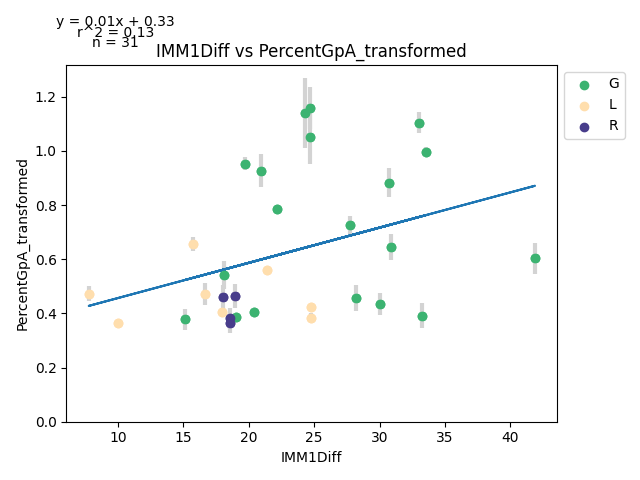 y = 0.01x + 0.33
r^2 = 0.13
n = 31
IMM1Diff vs PercentGpA_transformed
G
L
R
1.2
1.0
0.8
0.6
0.4
0.2
0.0
PercentGpA_transformed
10 15 20 25 30 35 40
IMM1Diff